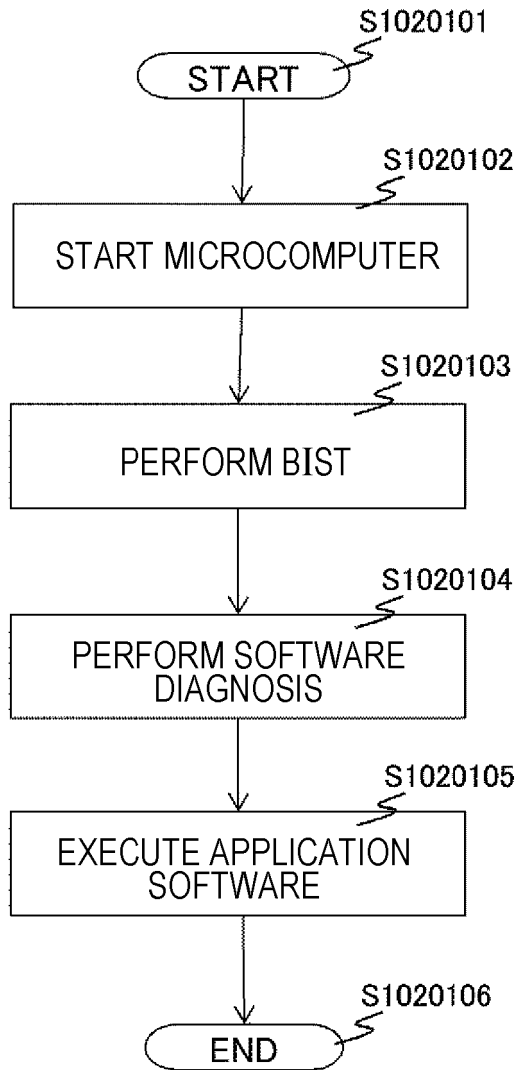 S1020101
START
S1020102
START MICROCOMPUTER
S1020103
PERFORM BIST
S1020104
PERFORM SOFTWARE
DIAGNOSIS
S1020105
EXECUTE APPLICATION
SOFTWARE
S1020106
END